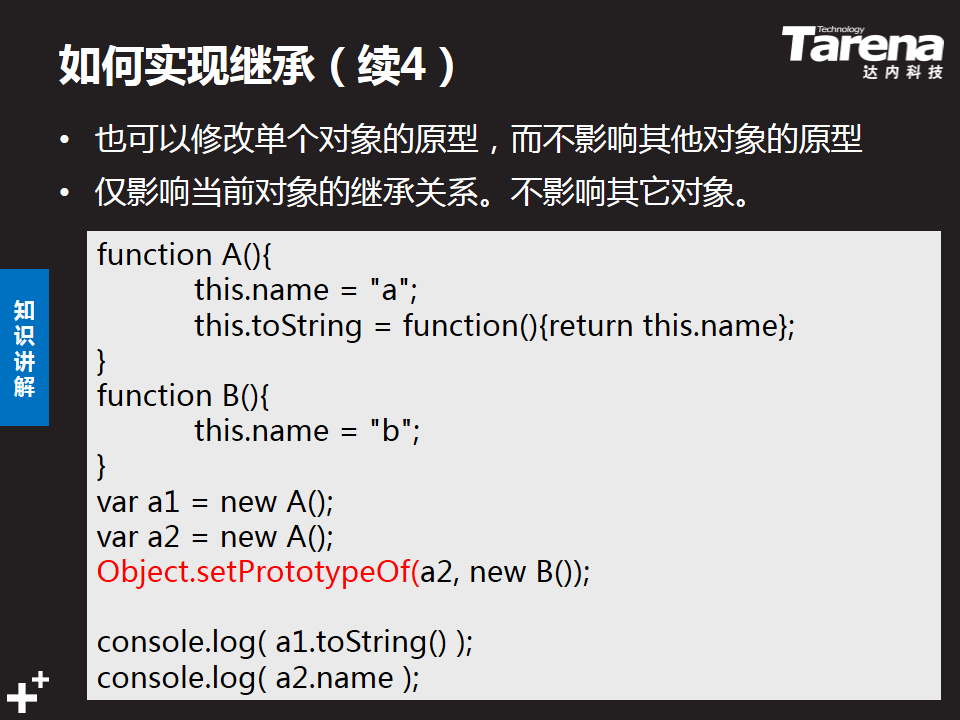 如何实现继承（续4）
Technology
Tarena
达内科技
• 也可以修改单个对象的原型，而不影响其他对象的原型
• 仅影响当前对象的继承关系。不影响其它对象。
知识讲解
function A(){
this.name = "a";
this.toString = function(){return this.name};
}
function B(){
this.name = "b";
}
var a1 = new A();
var a2 = new A();
Object.setPrototypeOf(a2, new B());
console.log( a1.toString() );
console.log( a2.name );